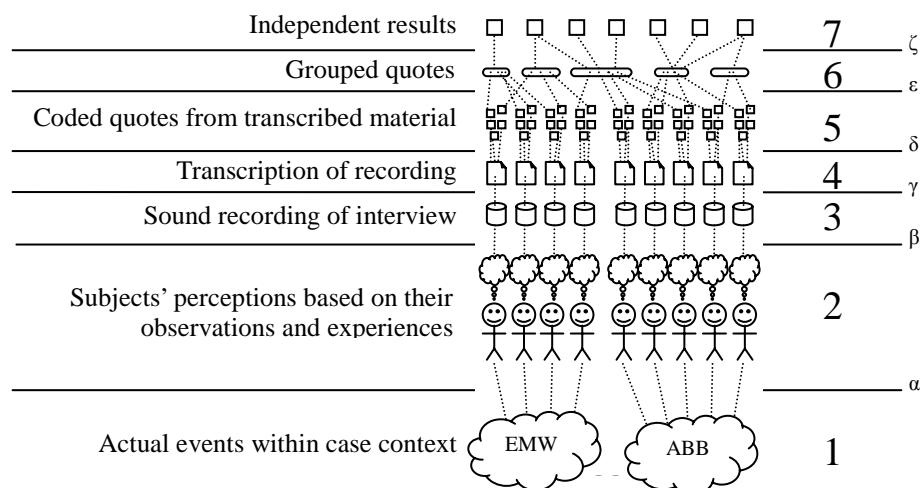 Independent results 7
ζ
Grouped quotes 6
ε
Coded quotes from transcribed material 5
δ
Transcription of recording 4
γ
Sound recording of interview 3
β
Subjects' perceptions based on their
observations and experiences
2
α
Actual events within case context EMW ABB 1